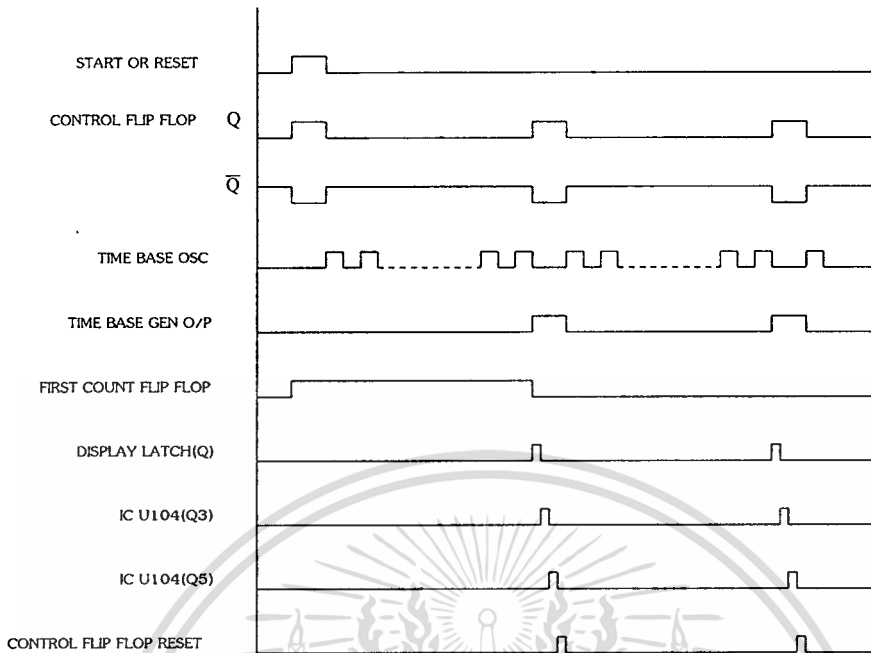 START OR RESET
CONTROL FLIP FLOP Q
Q̅
TIME BASE OSC
TIME BASE GEN O/P
FIRST COUNT FLIP FLOP
DISPLAY LATCH(Q)
IC U104(Q3)
IC U104(Q5)
CONTROL FLIP FLOP RESET